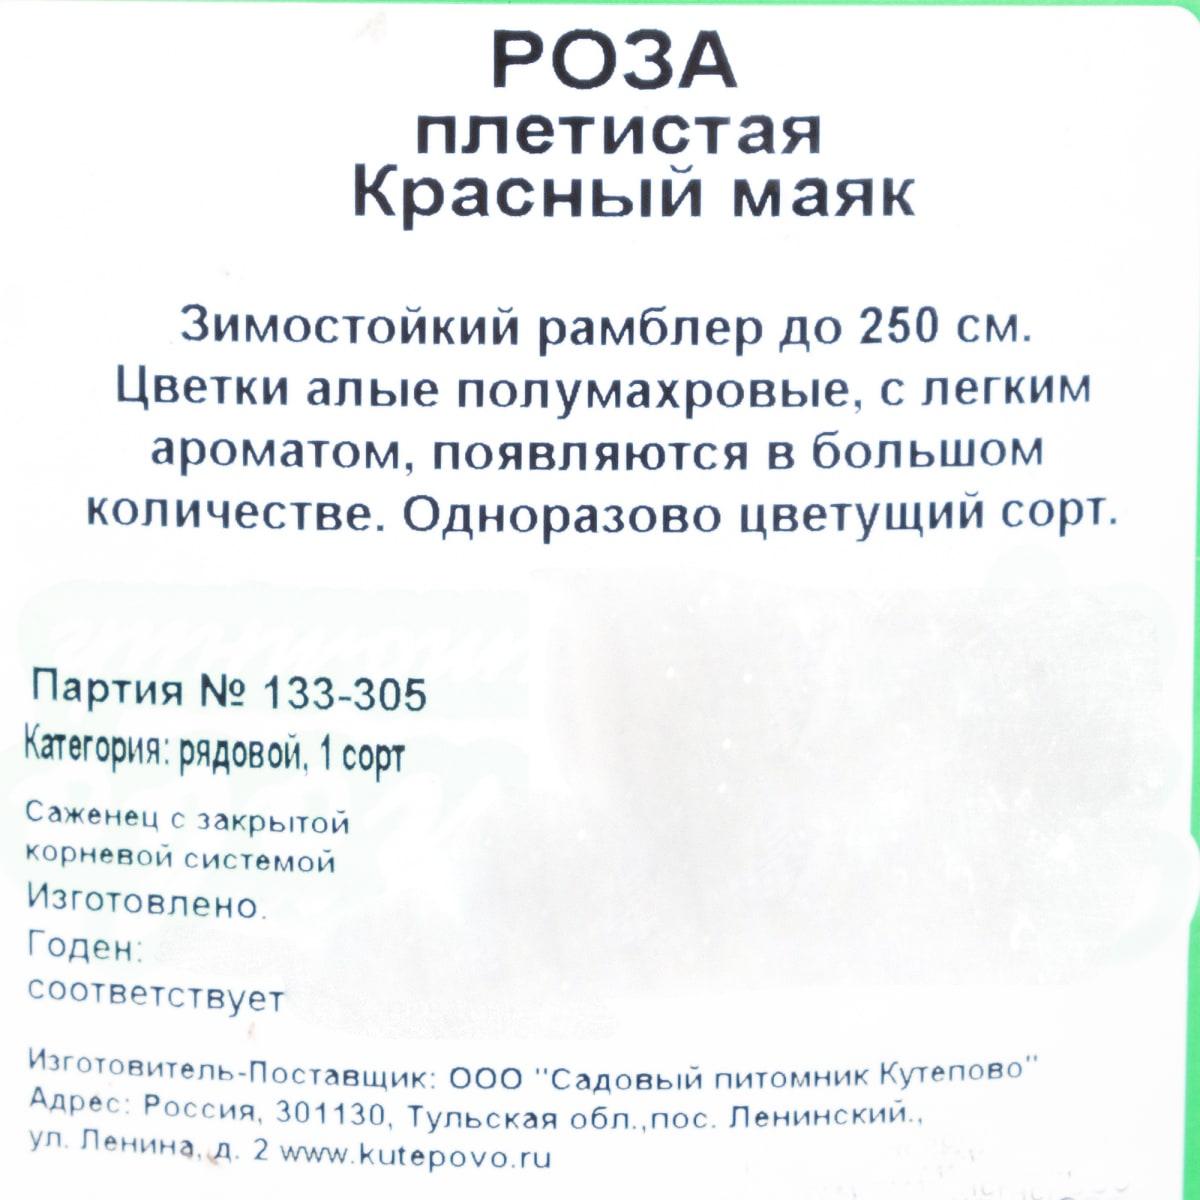 РОЗА
плетистая
Красный маяк
Зимостойкий рамблер до 250 см.
Цветки алые полумахровые, с легким
ароматом, появляются в большом
количестве. Одноразово цветущий сорт.
Партия № 133-305
Категория: рядовой, 1 сорт
Саженец с закрытой
корневой системой
Изготовлено.
Годен:
соответствует
Изготовитель-Поставщик: ООО "Садовый питомник Кутепово"
Адрес: Россия, 301130, Тульская обл.,пос. Ленинский.,
ул. Ленина, д. 2 www.kutepovo.ru